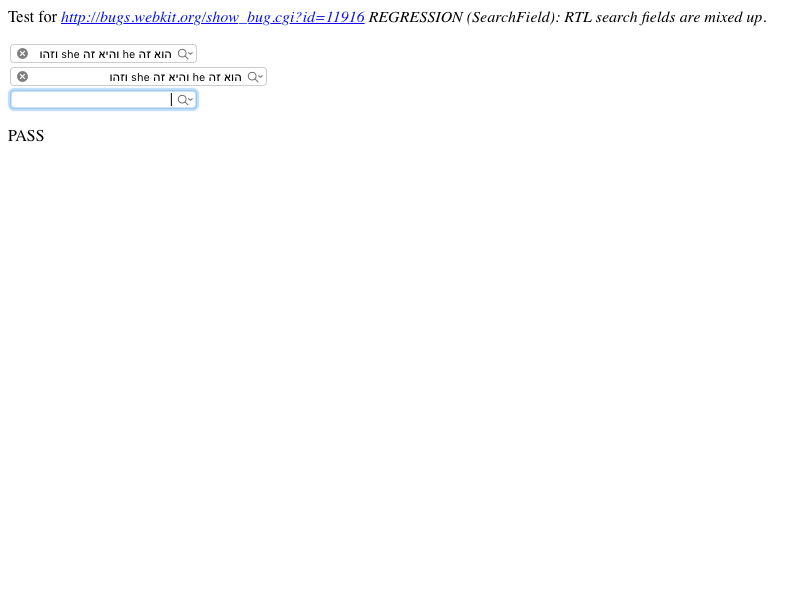 Test for http://bugs.webkit.org/show_bug.cgi?id=11916 REGRESSION (SearchField): RTL search fields are mixed up.
הוא זה he והיא זה she וזהו
הוא זה he והיא זה she וזהו
PASS